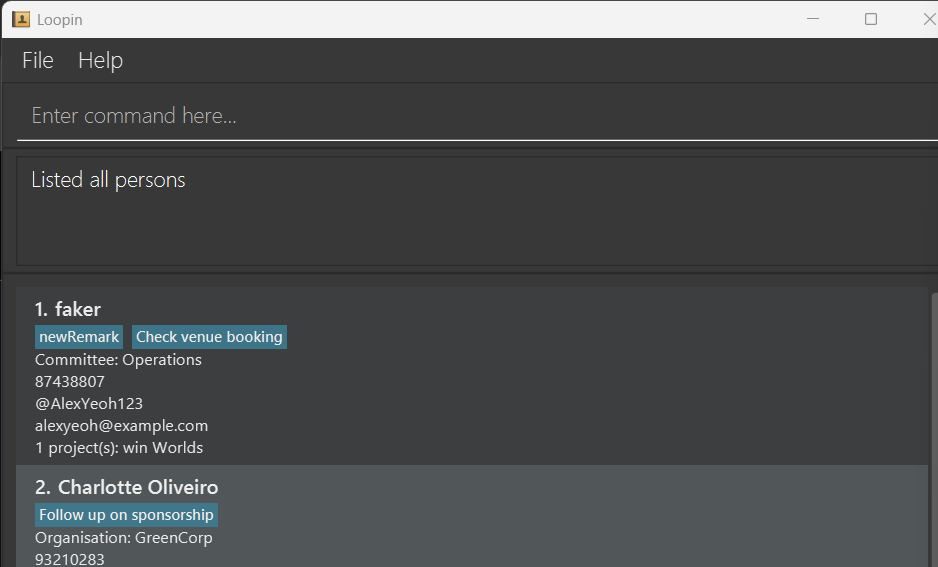 Loopin
File Help
Enter command here...
Listed all persons
1. faker
newRemark Check venue booking
Committee: Operations
87438807
@AlexYeoh123
alexyeoh@example.com
1 project(s): win Worlds
2. Charlotte Oliveiro
Follow up on sponsorship
Organisation: GreenCorp
93210283